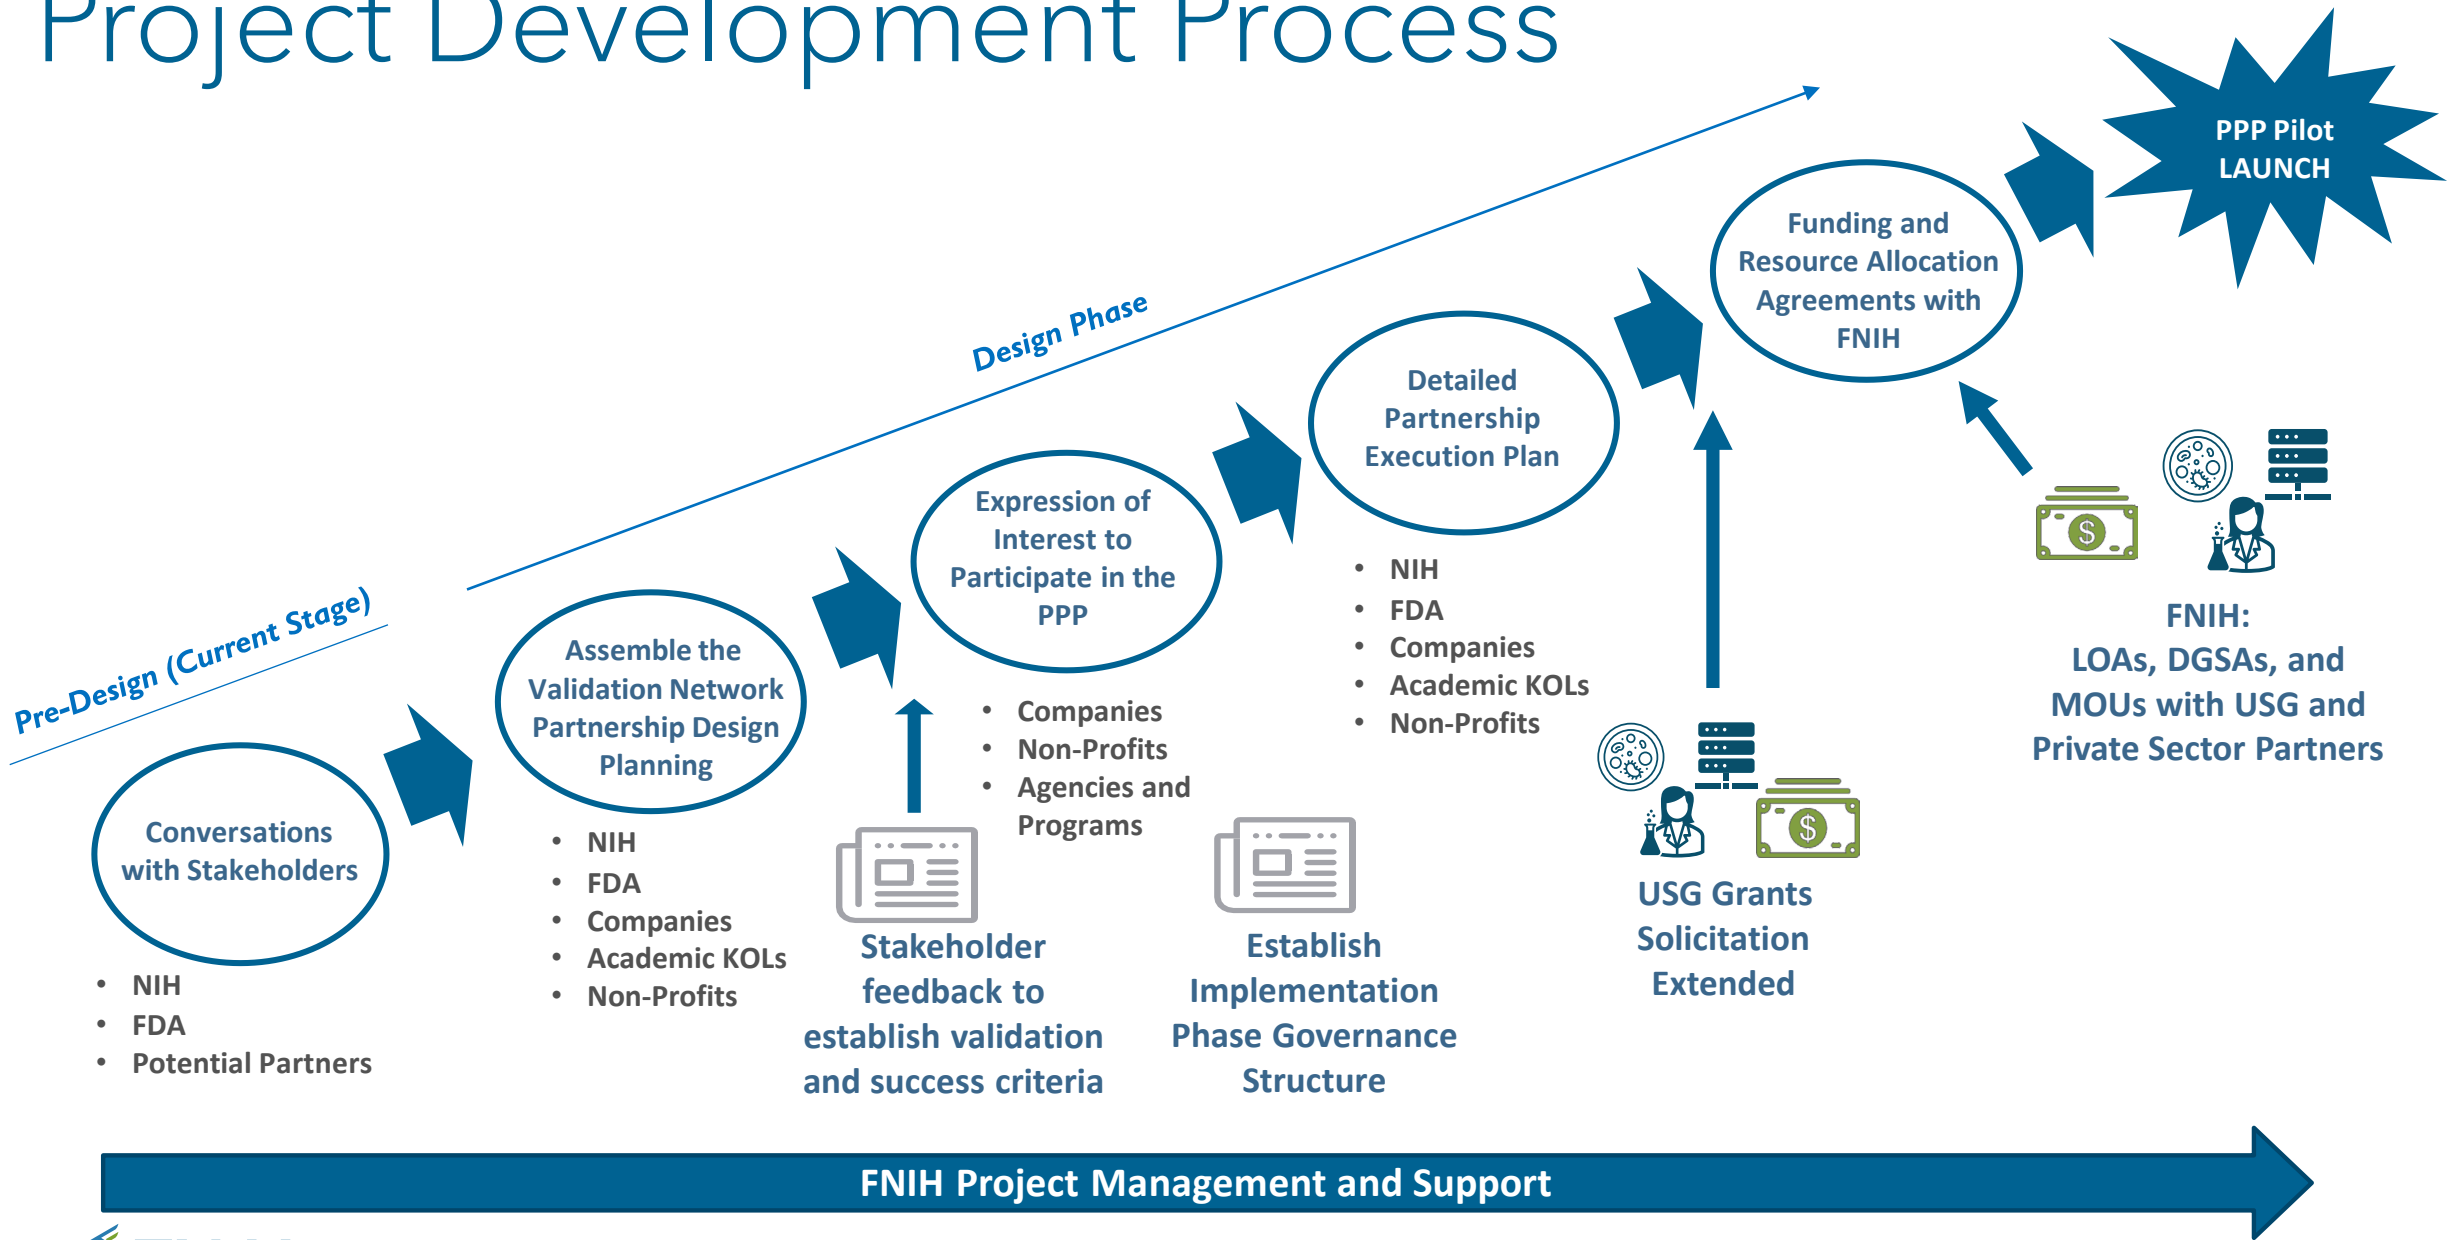 Project Development Process
PPP Pilot
LAUNCH
Funding and
Resource Allocation
Agreements with
FNIH
Design Phase
Detailed
Partnership
Execution Plan
Expression of
Interest to
Participate in the
PPP
Pre-Design (Current Stage)
Assemble the
Validation Network
Partnership Design
Planning
Conversations
with Stakeholders
• NIH
• FDA
• Potential Partners
• NIH
• FDA
• Companies
• Academic KOLs
• Non-Profits
• Companies
• Non-Profits
• Agencies and
Programs
• NIH
• FDA
• Companies
• Academic KOLs
• Non-Profits
Stakeholder
feedback to
establish validation
and success criteria
Establish
Implementation
Phase Governance
Structure
USG Grants
Solicitation
Extended
FNIH:
LOAs, DGSAs, and
MOUs with USG and
Private Sector Partners
FNIH Project Management and Support